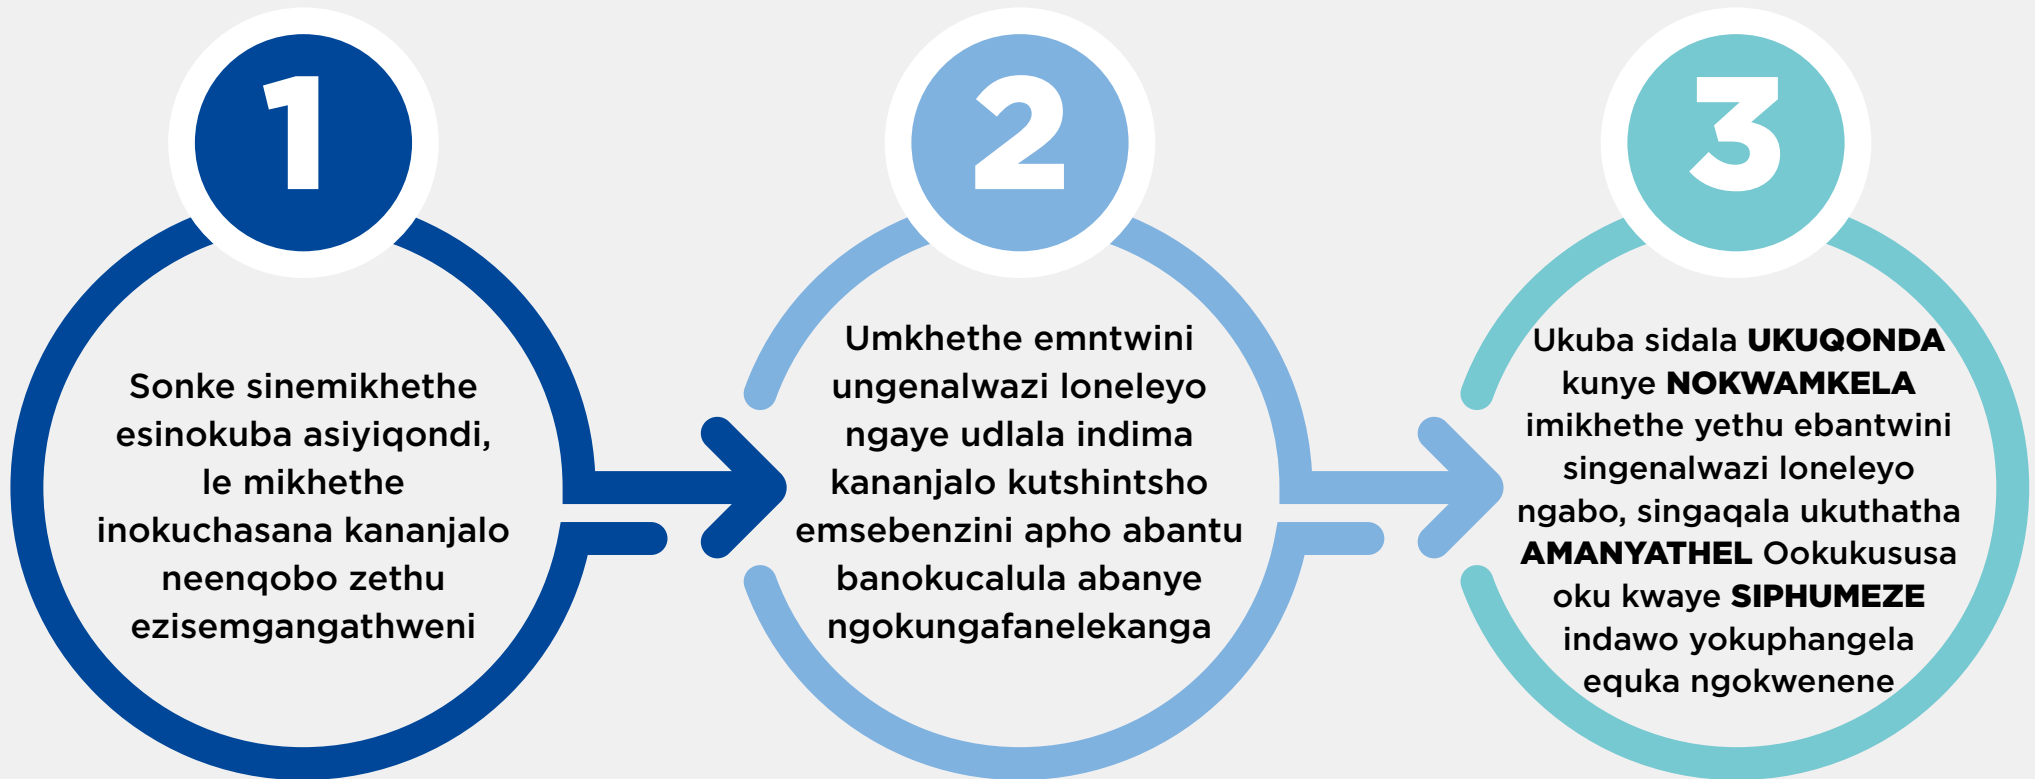 1
Sonke sinemikhethe
esinokuba asiyiqondi,
le mikhethe
inokuchasana kananjalo
neenqobo zethu
ezisemgangathweni
2
Umkhethe emntwini
ungenalwazi loneleyo
ngaye udlala indima
kananjalo kutshintsho
emsebenzini apho abantu
banokucalula abanye
ngokungafanelekanga
3
Ukuba sidala UKUQONDA
kunye NOKWAMKELA
imikhethe yethu ebantwini
singenalwazi loneleyo
ngabo, singaqala ukuthatha
AMANYATHEL Ookukususa
oku kwaye SIPHUMEZE
indawo yokuphangela
equka ngokwenene